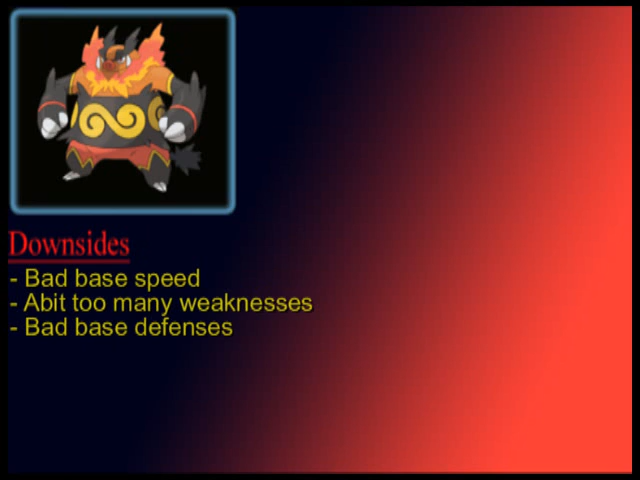 Downsides
- Bad base speed
- Abit too many weaknesses
- Bad base defenses